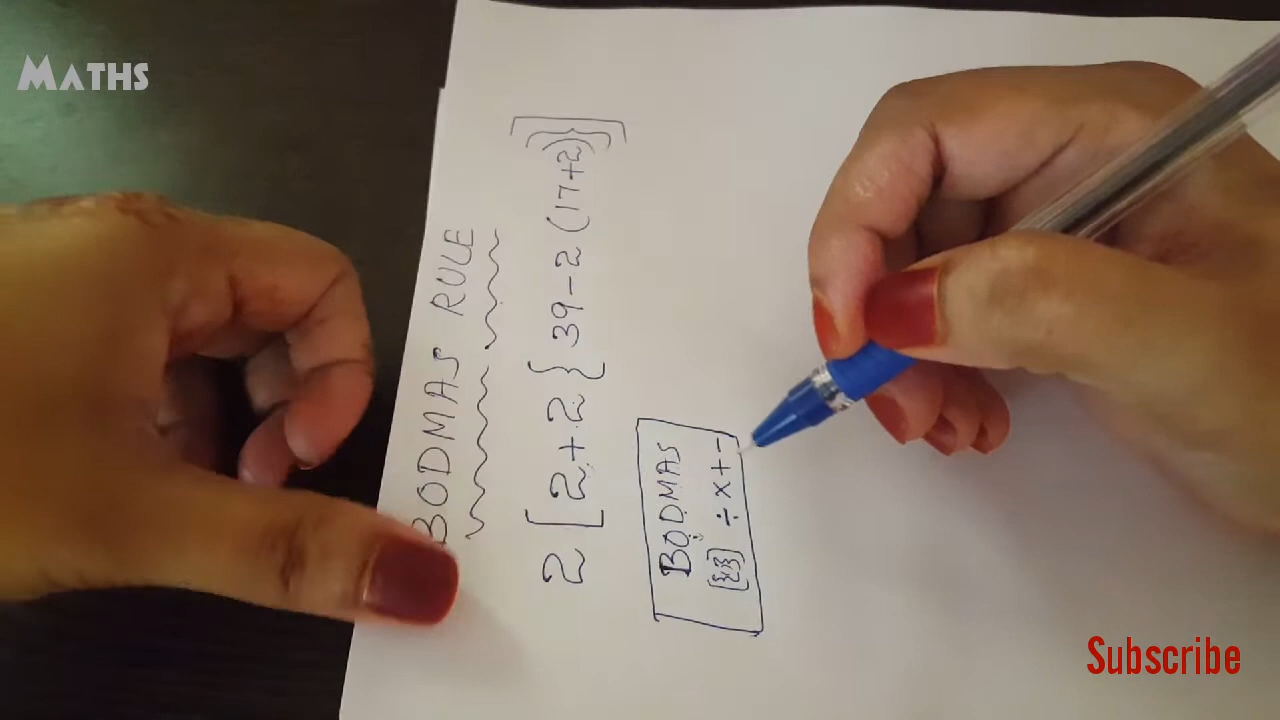 MATHS
BODMAS RULE
2[2+2{39-2(17+2)}]
BODMAS
[{}] ÷ × + -
Subscribe